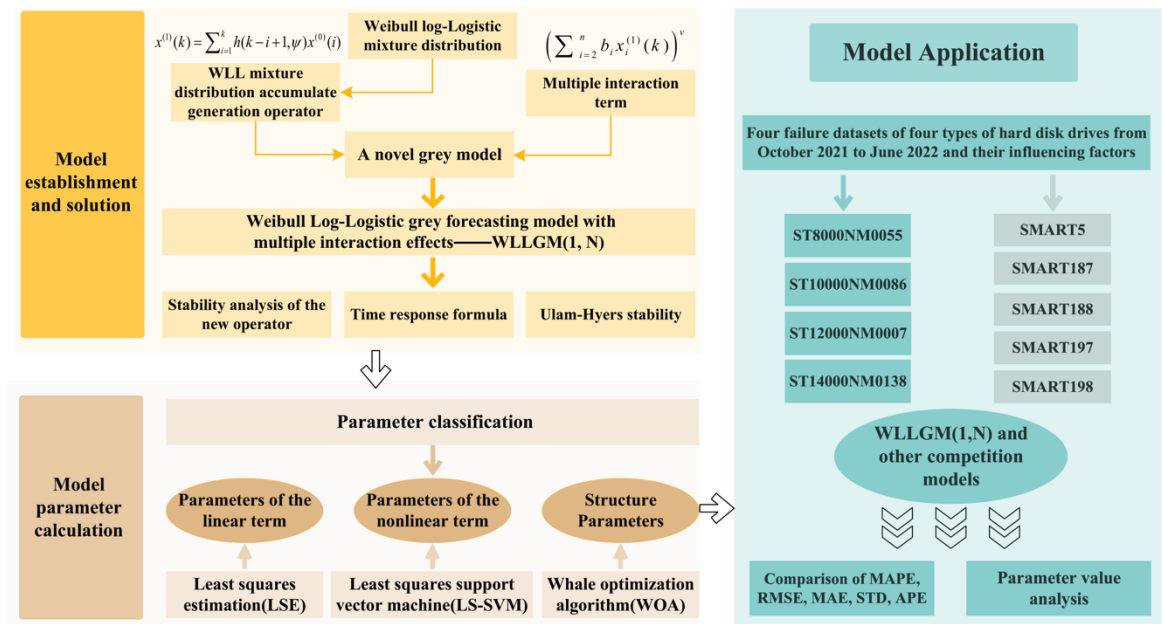 Model
establishment
and solution
x^{(1)}(k)=\sum_{i=1}^{k}h(k-i+1,\psi)x^{(0)}(i)
Weibull log-Logistic
mixture distribution
\left(\sum_{i=2}^{n}b_i x_i^{(1)}(k)\right)^{\nu}
WLL mixture
distribution accumulate
generation operator
Multiple interaction
term
A novel grey model
Weibull Log-Logistic grey forecasting model with
multiple interaction effects——WLLGM(1, N)
Stability analysis of the
new operator
Time response formula
Ulam-Hyers stability
Model
parameter
calculation
Parameter classification
Parameters of the
linear term
Parameters of the
nonlinear term
Structure
Parameters
Least squares
estimation(LSE)
Least squares support
vector machine(LS-SVM)
Whale optimization
algorithm(WOA)
Model Application
Four failure datasets of four types of hard disk drives from
October 2021 to June 2022 and their influencing factors
ST8000NM0055
ST10000NM0086
ST12000NM0007
ST14000NM0138
SMART5
SMART187
SMART188
SMART197
SMART198
WLLGM(1,N) and
other competition
models
Comparison of MAPE,
RMSE, MAE, STD, APE
Parameter value
analysis